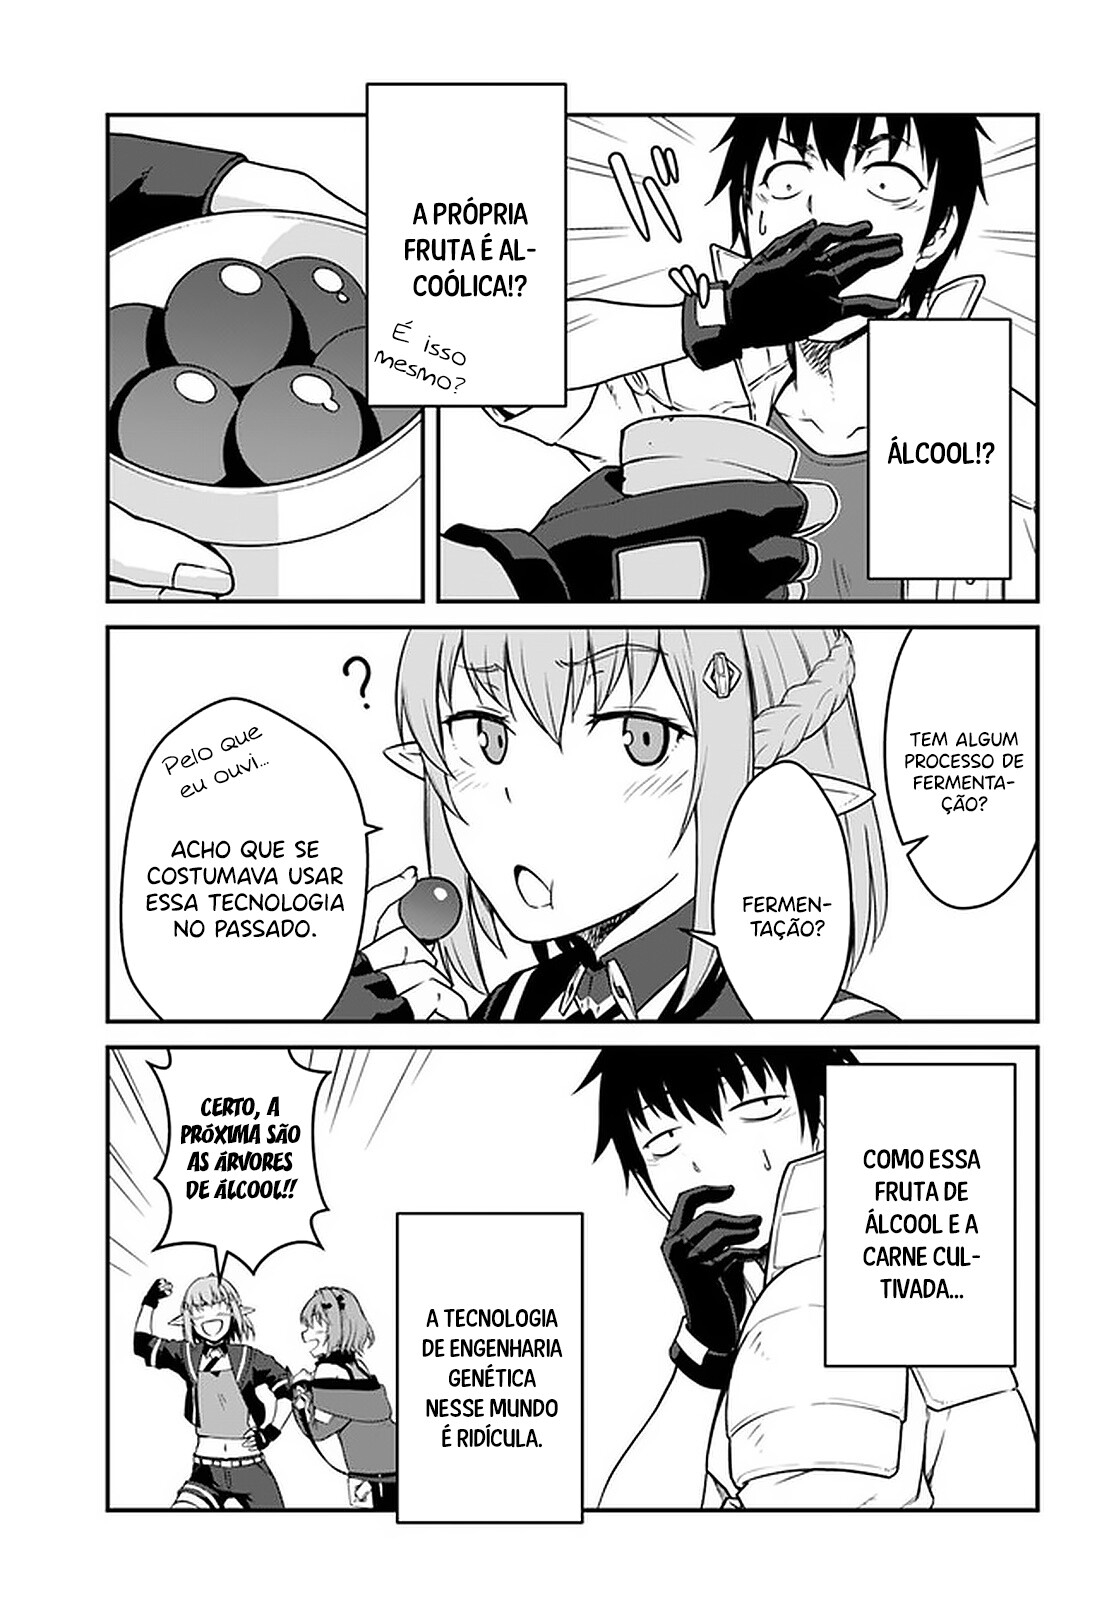 ÁLCOOL!?
A PRÓPRIA
FRUTA É AL-
COÓLICA!?
É isso
mesmo?
TEM ALGUM
PROCESSO DE
FERMENTA-
ÇÃO?
FERMEN-
TAÇÃO?
?
Pelo que
eu ouvi...
ACHO QUE SE
COSTUMAVA USAR
ESSA TECNOLOGIA
NO PASSADO.
COMO ESSA
FRUTA DE
ÁLCOOL E A
CARNE CUL-
TIVADA...
A TECNOLOGIA
DE ENGENHARIA
GENÉTICA
NESSE MUNDO
É RIDÍCULA.
CERTO, A
PRÓXIMA SÃO
AS ÁRVORES
DE ÁLCOOL!!